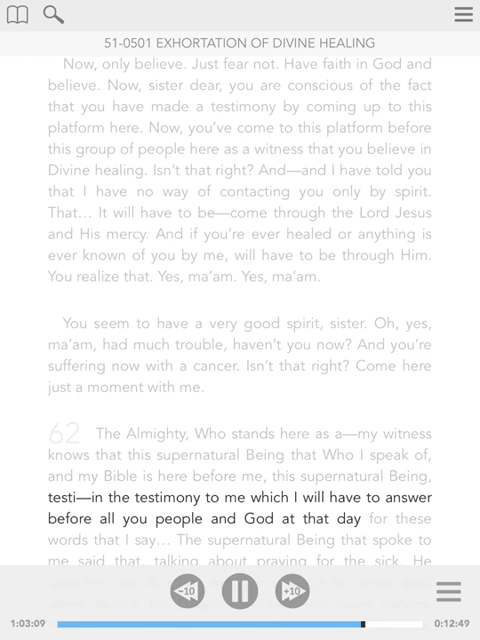 51-0501 EXHORTATION OF DIVINE HEALING
Now, only believe. Just fear not. Have faith in God and
believe. Now, sister dear, you are conscious of the fact
that you have made a testimony by coming up to this
platform here. Now, you've come to this platform before
this group of people here as a witness that you believe in
Divine healing. Isn't that right? And—and I have told you
that I have no way of contacting you only by spirit.
That… It will have to be—come through the Lord Jesus
and His mercy. And if you're ever healed or anything is
ever known of you by me, will have to be through Him.
You realize that. Yes, ma'am. Yes, ma'am.
You seem to have a very good spirit, sister. Oh, yes,
ma'am, had much trouble, haven't you now? And you're
suffering now with a cancer. Isn't that right? Come here
just a moment with me.
62 The Almighty, Who stands here as a—my witness
knows that this supernatural Being that Who I speak of,
and my Bible is here before me, this supernatural Being,
testi—in the testimony to me which I will have to answer
before all you people and God at that day for these
words that I say… The supernatural Being that spoke to
me said that, talking about praying for the sick. He
-10 +10
1:03:09 0:12:49